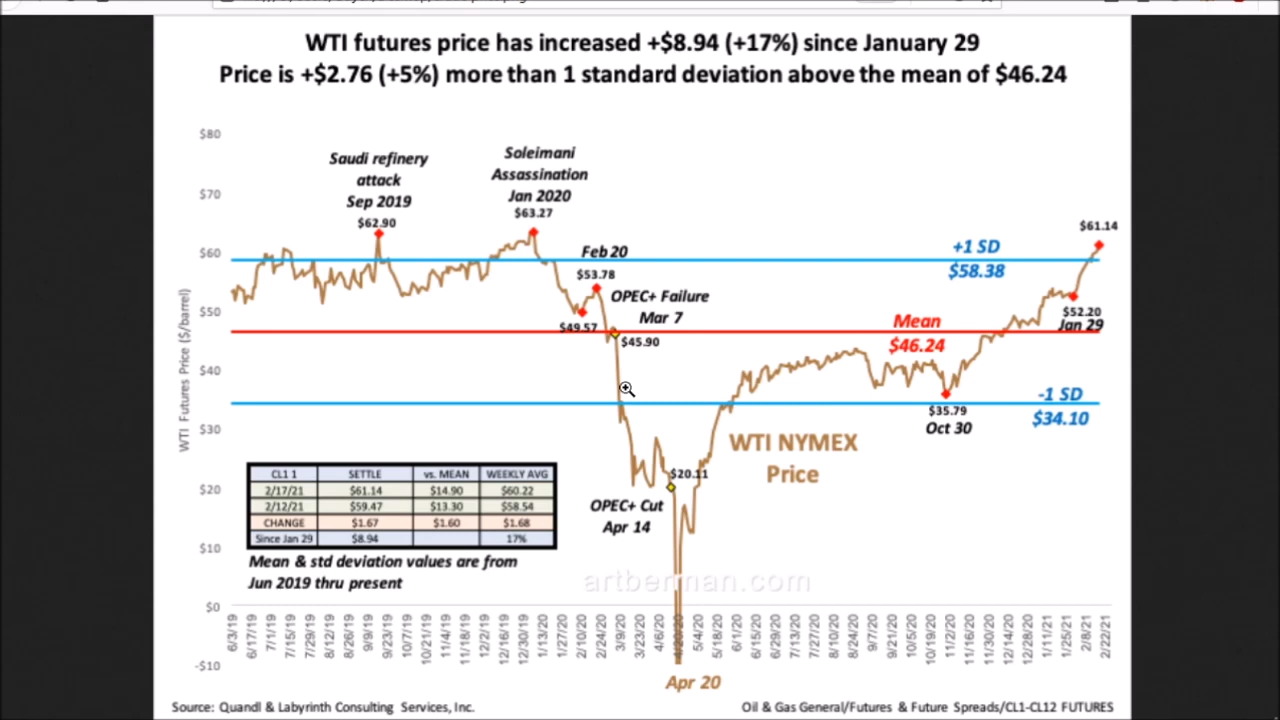 WTI futures price has increased +$8.94 (+17%) since January 29
Price is +$2.76 (+5%) more than 1 standard deviation above the mean of $46.24
$80
$70
$60
$50
$40
$30
$20
$10
$0
-$10
WTI Futures Price ($/barrel)
Saudi refinery
attack
Sep 2019
$62.90
Soleimani
Assassination
Jan 2020
$63.27
Feb 20
$53.78
$49.57
OPEC+ Failure
Mar 7
$45.90
+1 SD
$58.38
$61.14
$52.20
Jan 29
Mean
$46.24
-1 SD
$34.10
$35.79
Oct 30
WTI NYMEX
Price
$20.11
OPEC+ Cut
Apr 14
CL1 1 SETTLE vs. MEAN WEEKLY AVG
2/17/21 $61.14 $14.90 $60.22
2/12/21 $59.47 $13.30 $58.54
CHANGE $1.67 $1.60 $1.68
Since Jan 29 $8.94 17%
Mean & std deviation values are from
Jun 2019 thru present
artberman.com
6/3/19 6/17/19 7/1/19 7/15/19 7/29/19 8/12/19 8/26/19 9/9/19 9/23/19 10/7/19 10/21/19 11/4/19 11/18/19 12/2/19 12/16/19 12/30/19 1/13/20 1/27/20 2/10/20 2/24/20 3/9/20 3/23/20 4/6/20 4/20/20 5/4/20 5/18/20 6/1/20 6/15/20 6/29/20 7/13/20 7/27/20 8/10/20 8/24/20 9/7/20 9/21/20 10/5/20 10/19/20 11/2/20 11/16/20 11/30/20 12/14/20 12/28/20 1/11/21 1/25/21 2/8/21 2/22/21
Apr 20
Source: Quandl & Labyrinth Consulting Services, Inc.
Oil & Gas General/Futures & Future Spreads/CL1-CL12 FUTURES